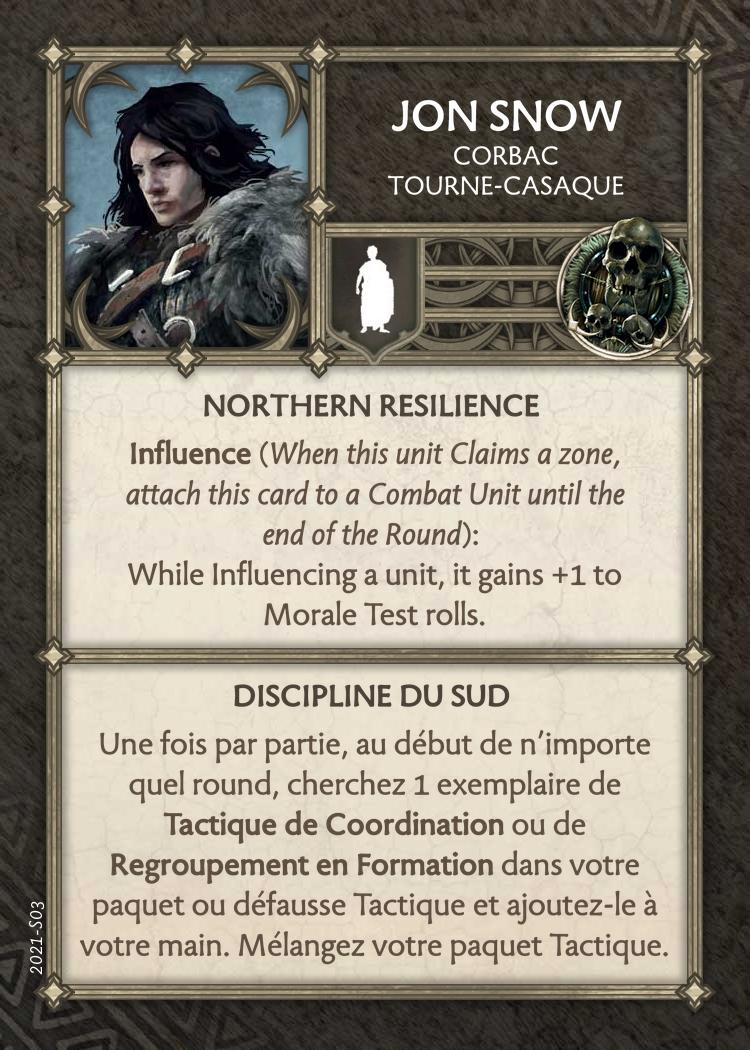 JON SNOW
CORBAC
TOURNE-CASAQUE
NORTHERN RESILIENCE
Influence (When this unit Claims a zone,
attach this card to a Combat Unit until the
end of the Round):
While Influencing a unit, it gains +1 to
Morale Test rolls.
DISCIPLINE DU SUD
Une fois par partie, au début de n’importe
quel round, cherchez 1 exemplaire de
Tactique de Coordination ou de
Regroupement en Formation dans votre
paquet ou défausse Tactique et ajoutez-le à
votre main. Mélangez votre paquet Tactique.
2021-S03